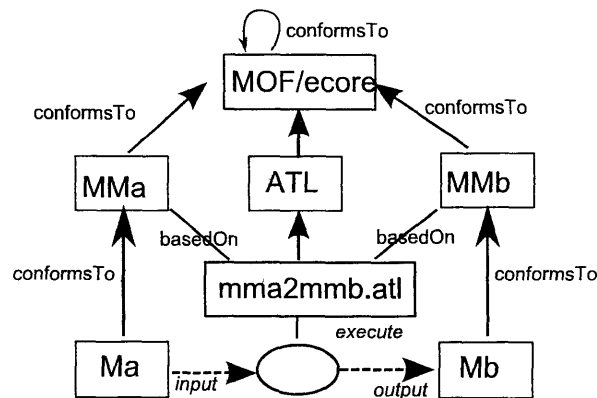 conformsTo
MOF/ecore
conformsTo
conformsTo
MMa
ATL
MMb
basedOn
basedOn
conformsTo
mma2mmb.atl
conformsTo
execute
Ma
input
output
Mb